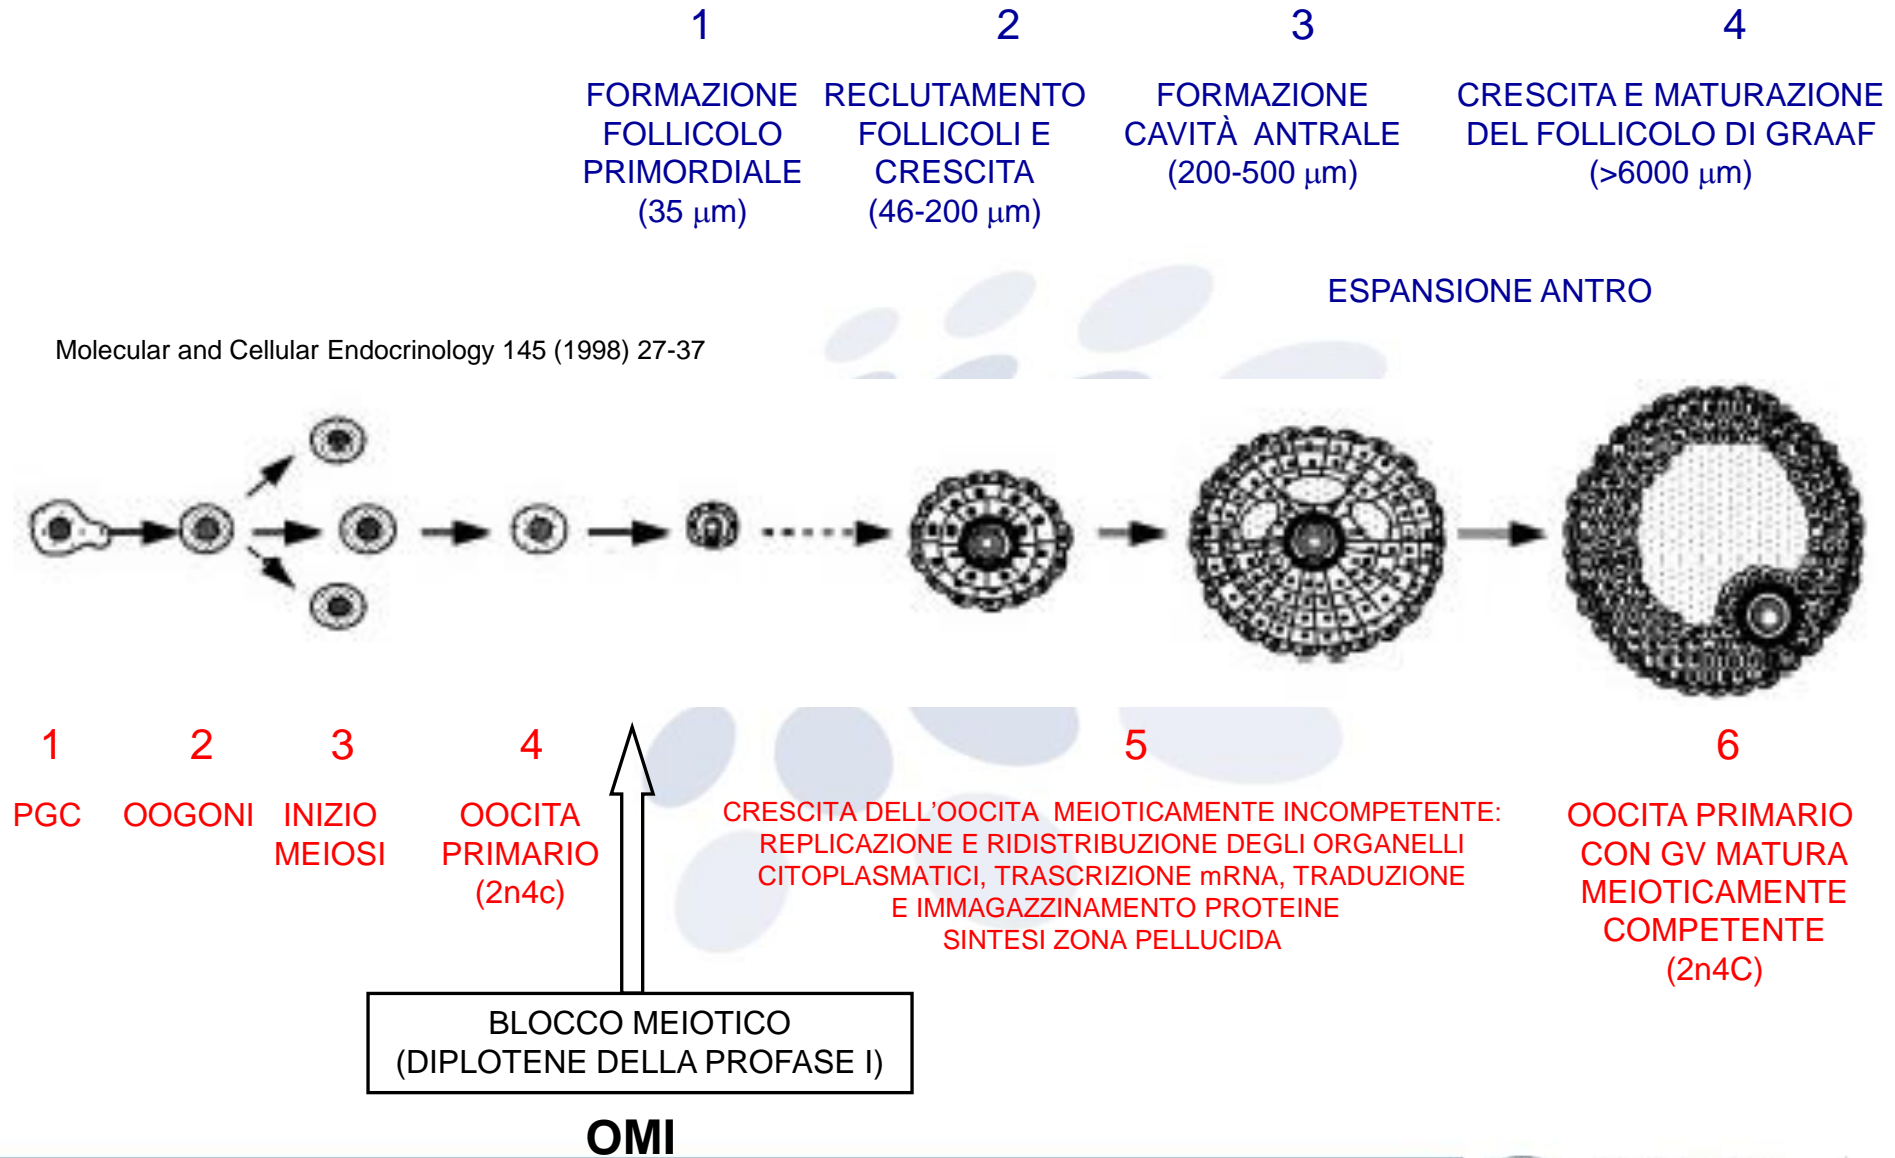 1
FORMAZIONE
FOLLICOLO
PRIMORDIALE
(35 μm)
2
RECLUTAMENTO
FOLLICOLI E
CRESCITA
(46-200 μm)
3
FORMAZIONE
CAVITÀ ANTRALE
(200-500 μm)
4
CRESCITA E MATURAZIONE
DEL FOLLICOLO DI GRAAF
(>6000 μm)
ESPANSIONE ANTRO
Molecular and Cellular Endocrinology 145 (1998) 27-37
1
PGC
2
OOGONI
3
INIZIO
MEIOSI
4
OOCITA
PRIMARIO
(2n4c)
5
CRESCITA DELL'OOCITA MEIOTICAMENTE INCOMPETENTE:
REPLICAZIONE E RIDISTRIBUZIONE DEGLI ORGANELLI
CITOPLASMATICI, TRASCRIZIONE mRNA, TRADUZIONE
E IMMAGAZZINAMENTO PROTEINE
SINTESI ZONA PELLUCIDA
6
OOCITA PRIMARIO
CON GV MATURA
MEIOTICAMENTE
COMPETENTE
(2n4C)
BLOCCO MEIOTICO
(DIPLOTENE DELLA PROFASE I)
OMI